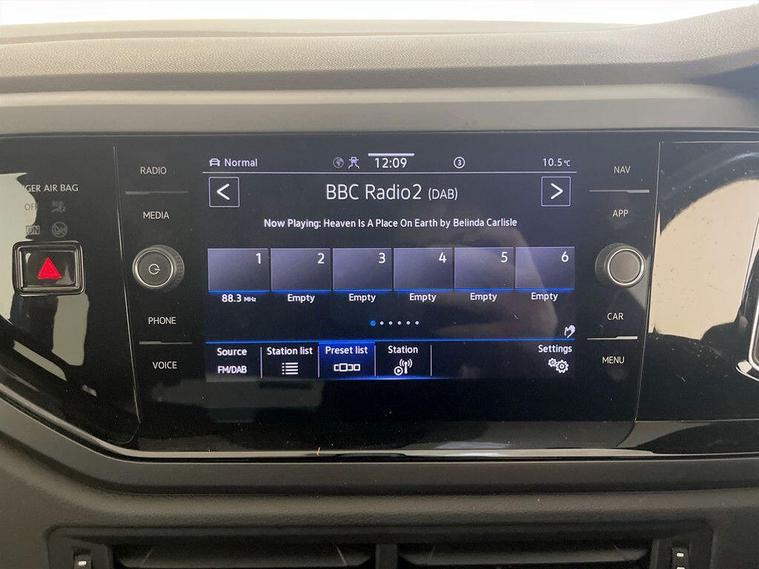 RADIO
MEDIA
PHONE
VOICE
GER AIR BAG
OFF
ON
Normal
12:09
3
10.5 °C
BBC Radio2 (DAB)
Now Playing: Heaven Is A Place On Earth by Belinda Carlisle
1 2 3 4 5 6
88.3 MHz Empty Empty Empty Empty Empty
Source Station list Preset list Station Settings
FM/DAB
NAV
APP
CAR
MENU